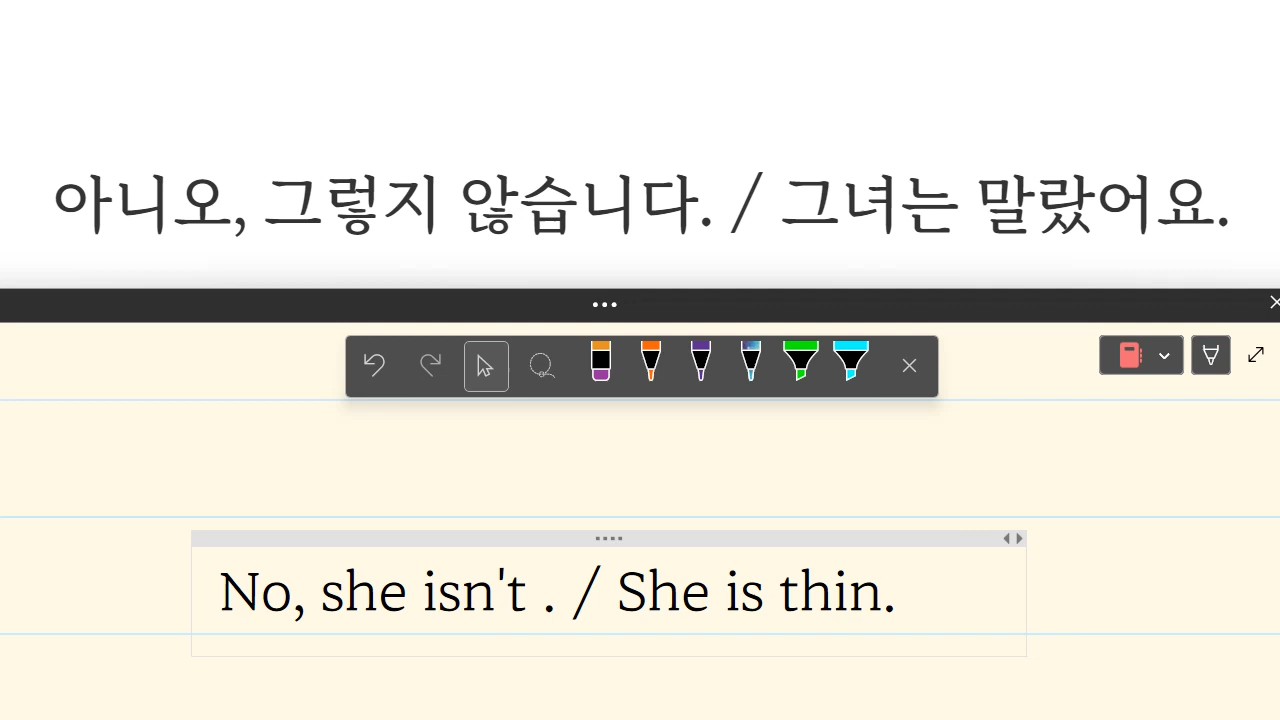 아니오, 그렇지 않습니다. / 그녀는 말랐어요.
No, she isn't . / She is thin.